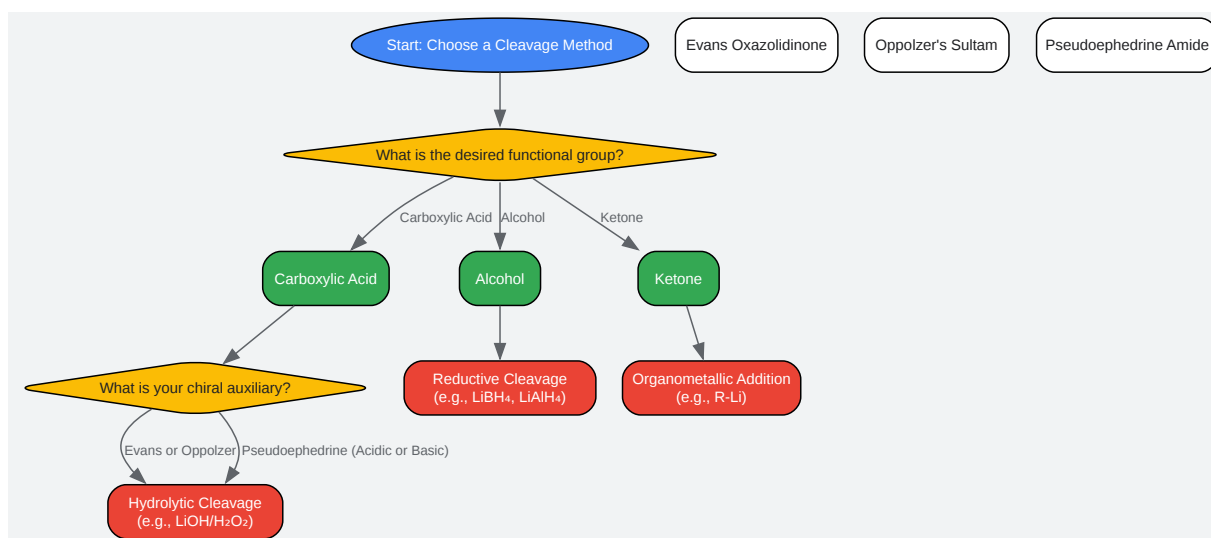 Start: Choose a Cleavage Method
Evans Oxazolidinone
Oppolzer's Sultam
Pseudoephedrine Amide
What is the desired functional group?
Carboxylic Acid
Alcohol
Ketone
Carboxylic Acid
Alcohol
Ketone
What is your chiral auxiliary?
Reductive Cleavage
(e.g., LiBH₄, LiAlH₄)
Organometallic Addition
(e.g., R-Li)
Evans or Oppolzer
Pseudoephedrine (Acidic or Basic)
Hydrolytic Cleavage
(e.g., LiOH/H₂O₂)